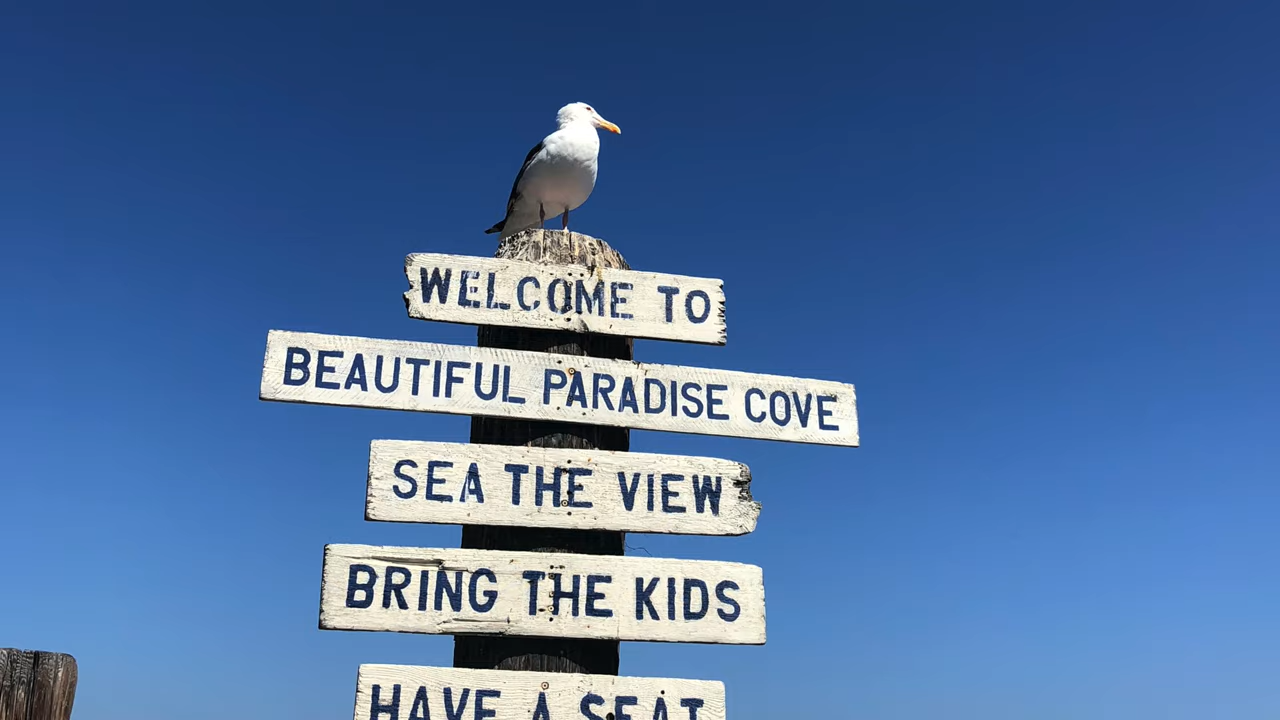 WELCOME TO
BEAUTIFUL PARADISE COVE
SEA THE VIEW
BRING THE KIDS
HAVE A SEAT